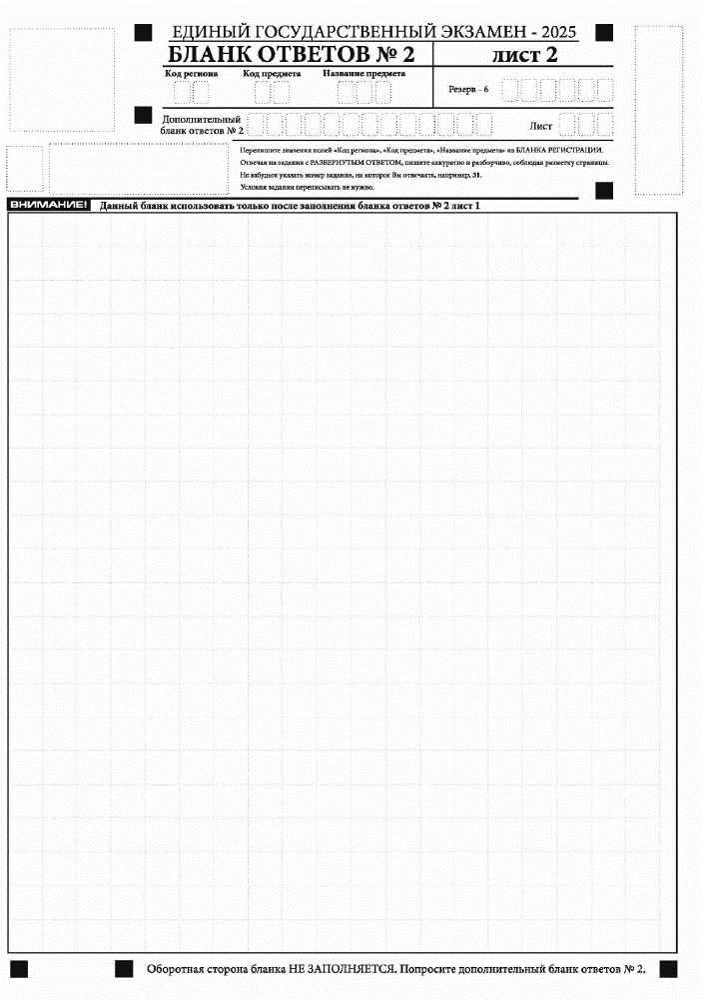 ЕДИНЫЙ ГОСУДАРСТВЕННЫЙ ЭКЗАМЕН - 2025
БЛАНК ОТВЕТОВ № 2 лист 2
Код региона Код предмета Название предмета
Резерв - 6
Дополнительный
бланк ответов № 2
Лист
Перепишите значения полей «Код региона», «Код предмета», «Название предмета» из БЛАНКА РЕГИСТРАЦИИ.
Отвечая на задания с РАЗВЕРНУТЫМ ОТВЕТОМ, пишите аккуратно и разборчиво, соблюдая разметку страницы.
Не забудьте указать номер задания, на которое Вы отвечаете, например, 31.
Условия задания переписывать не нужно.
ВНИМАНИЕ! Данный бланк использовать только после заполнения бланка ответов № 2 лист 1
Оборотная сторона бланка НЕ ЗАПОЛНЯЕТСЯ. Попросите дополнительный бланк ответов № 2.